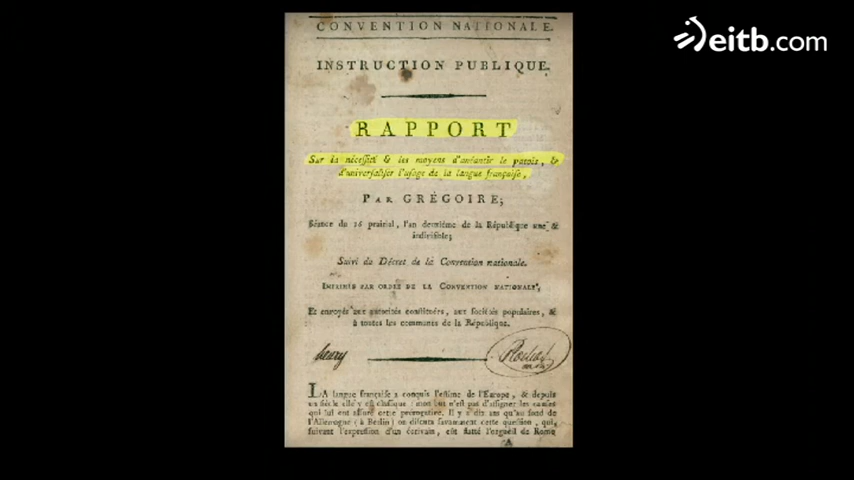 eitb.com
CONVENTION NATIONALE.
INSTRUCTION PUBLIQUE.
RAPPORT
Sur la nécessité & les moyens d'anéantir le patois, &
d'universaliser l'usage de la langue française,
PAR GRÉGOIRE;
Séance du 16 prairial, l'an deuxième de la République une &
indivisible;
Suivi du Décret de la Convention nationale.
IMPRIMÉS PAR ORDRE DE LA CONVENTION NATIONALE,
Et envoyés aux autorités constituées, aux sociétés populaires, &
à toutes les communes de la République.
LA langue française a conquis l'estime de l'Europe, & depuis
un siècle elle y est classique: mon but n'est pas d'assigner les causes
qui lui ont assuré cette prérogative. Il y a dix ans qu'au fond de
l'Allemagne (à Berlin) on discuta savamment cette question, qui,
suivant l'expression d'un écrivain, eût flatté l'orgueil de Rome
A